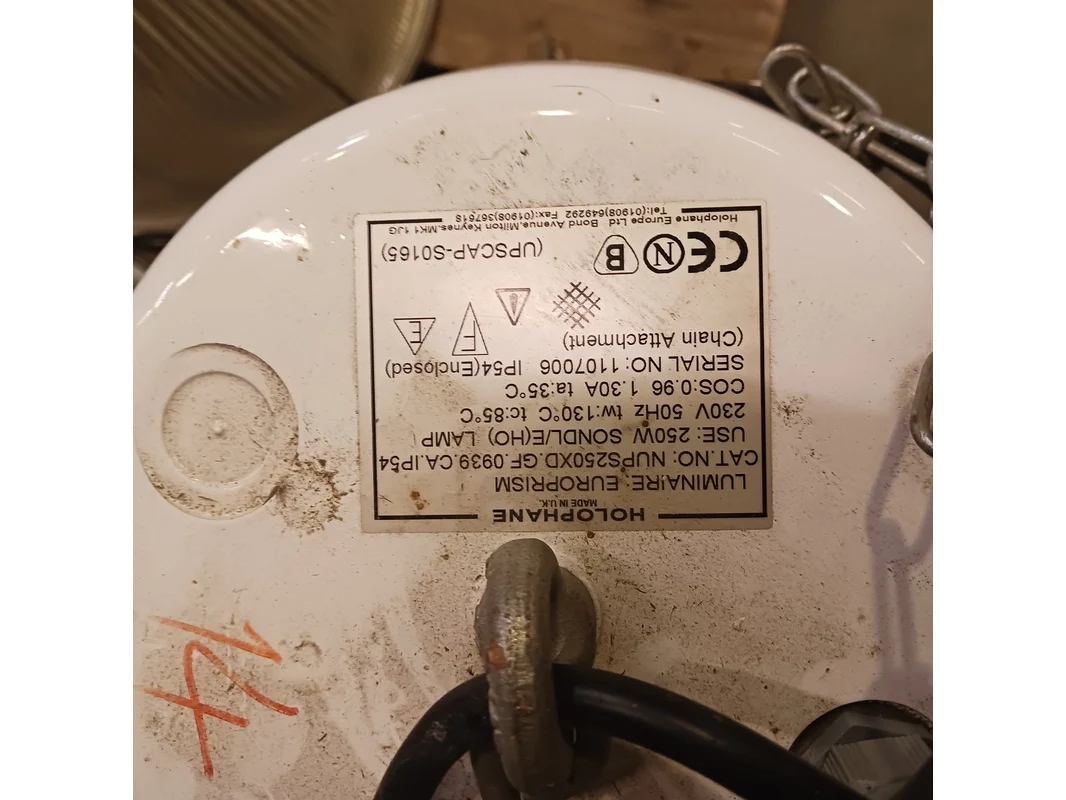 HOLOPHANE
MADE IN U.K.
LUMINAIRE: EUROPRISM
CAT.NO: NUPS250XD.GF.0939.CA.IP54
USE: 250W SONDL/E(HO) LAMP
230V 50Hz tw:130°C tc:85°C
COS:0.96 1.30A ta:35°C
SERIAL NO: 1107006 IP54(Enclosed)
(Chain Attachment)
F E
CE N B (UPSCAP-S0165)
Holophane Europe Ltd Bond Avenue,Milton Keynes,MK1 1JG
Tel:(01908)649292 Fax:(01908)367618
14